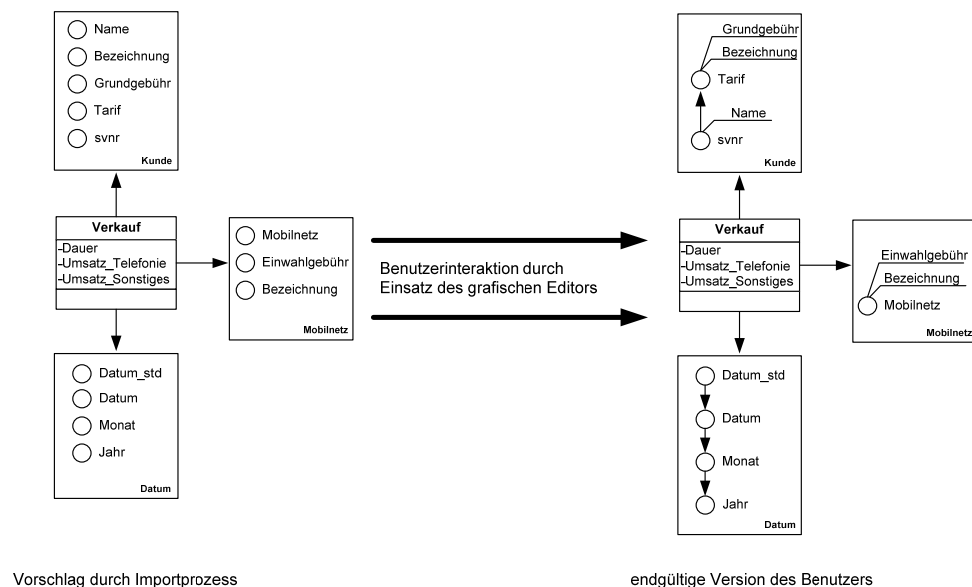 Name
Bezeichnung
Grundgebühr
Tarif
svnr
Kunde
Verkauf
-Dauer
-Umsatz_Telefonie
-Umsatz_Sonstiges
Mobilnetz
Einwahlgebühr
Bezeichnung
Mobilnetz
Datum_std
Datum
Monat
Jahr
Datum
Benutzerinteraktion durch
Einsatz des grafischen Editors
Grundgebühr
Bezeichnung
Tarif
Name
svnr
Kunde
Verkauf
-Dauer
-Umsatz_Telefonie
-Umsatz_Sonstiges
Einwahlgebühr
Bezeichnung
Mobilnetz
Mobilnetz
Datum_std
Datum
Monat
Jahr
Datum
Vorschlag durch Importprozess
endgültige Version des Benutzers